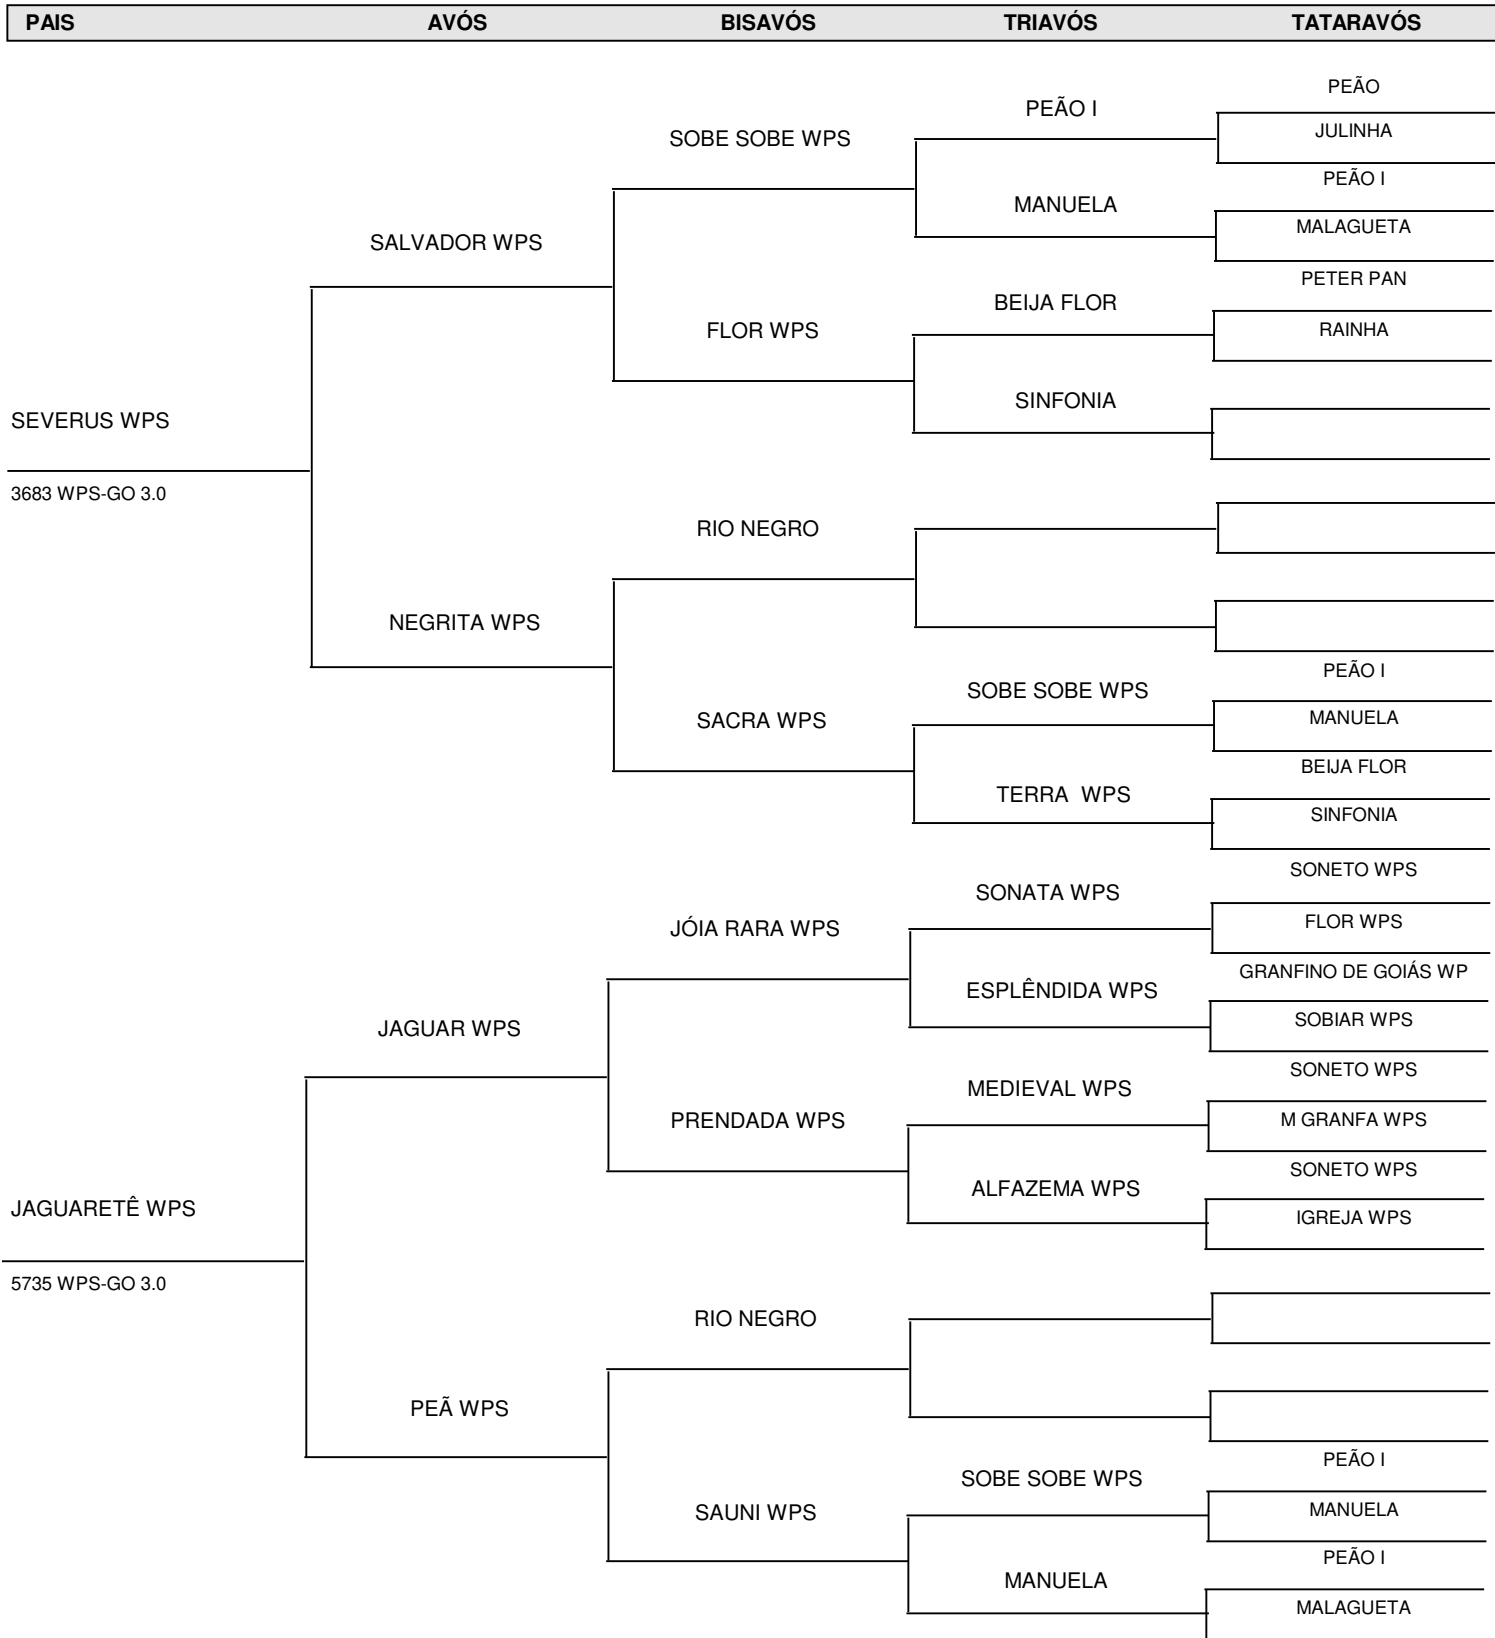 PAIS AVÓS BISAVÓS TRIAVÓS TATARAVÓS
PEÃO
PEÃO I
JULINHA
SOBE SOBE WPS
PEÃO I
MANUELA
MALAGUETA
SALVADOR WPS
PETER PAN
BEIJA FLOR
RAINHA
FLOR WPS
SINFONIA
SEVERUS WPS
3683 WPS-GO 3.0
RIO NEGRO
NEGRITA WPS
PEÃO I
SOBE SOBE WPS
MANUELA
SACRA WPS
BEIJA FLOR
TERRA WPS
SINFONIA
SONETO WPS
SONATA WPS
FLOR WPS
JÓIA RARA WPS
GRANFINO DE GOIÁS WP
ESPLÊNDIDA WPS
SOBIAR WPS
JAGUAR WPS
SONETO WPS
MEDIEVAL WPS
M GRANFA WPS
PRENDADA WPS
SONETO WPS
ALFAZEMA WPS
IGREJA WPS
JAGUARETÊ WPS
5735 WPS-GO 3.0
RIO NEGRO
PEÃ WPS
PEÃO I
SOBE SOBE WPS
MANUELA
SAUNI WPS
PEÃO I
MANUELA
MALAGUETA